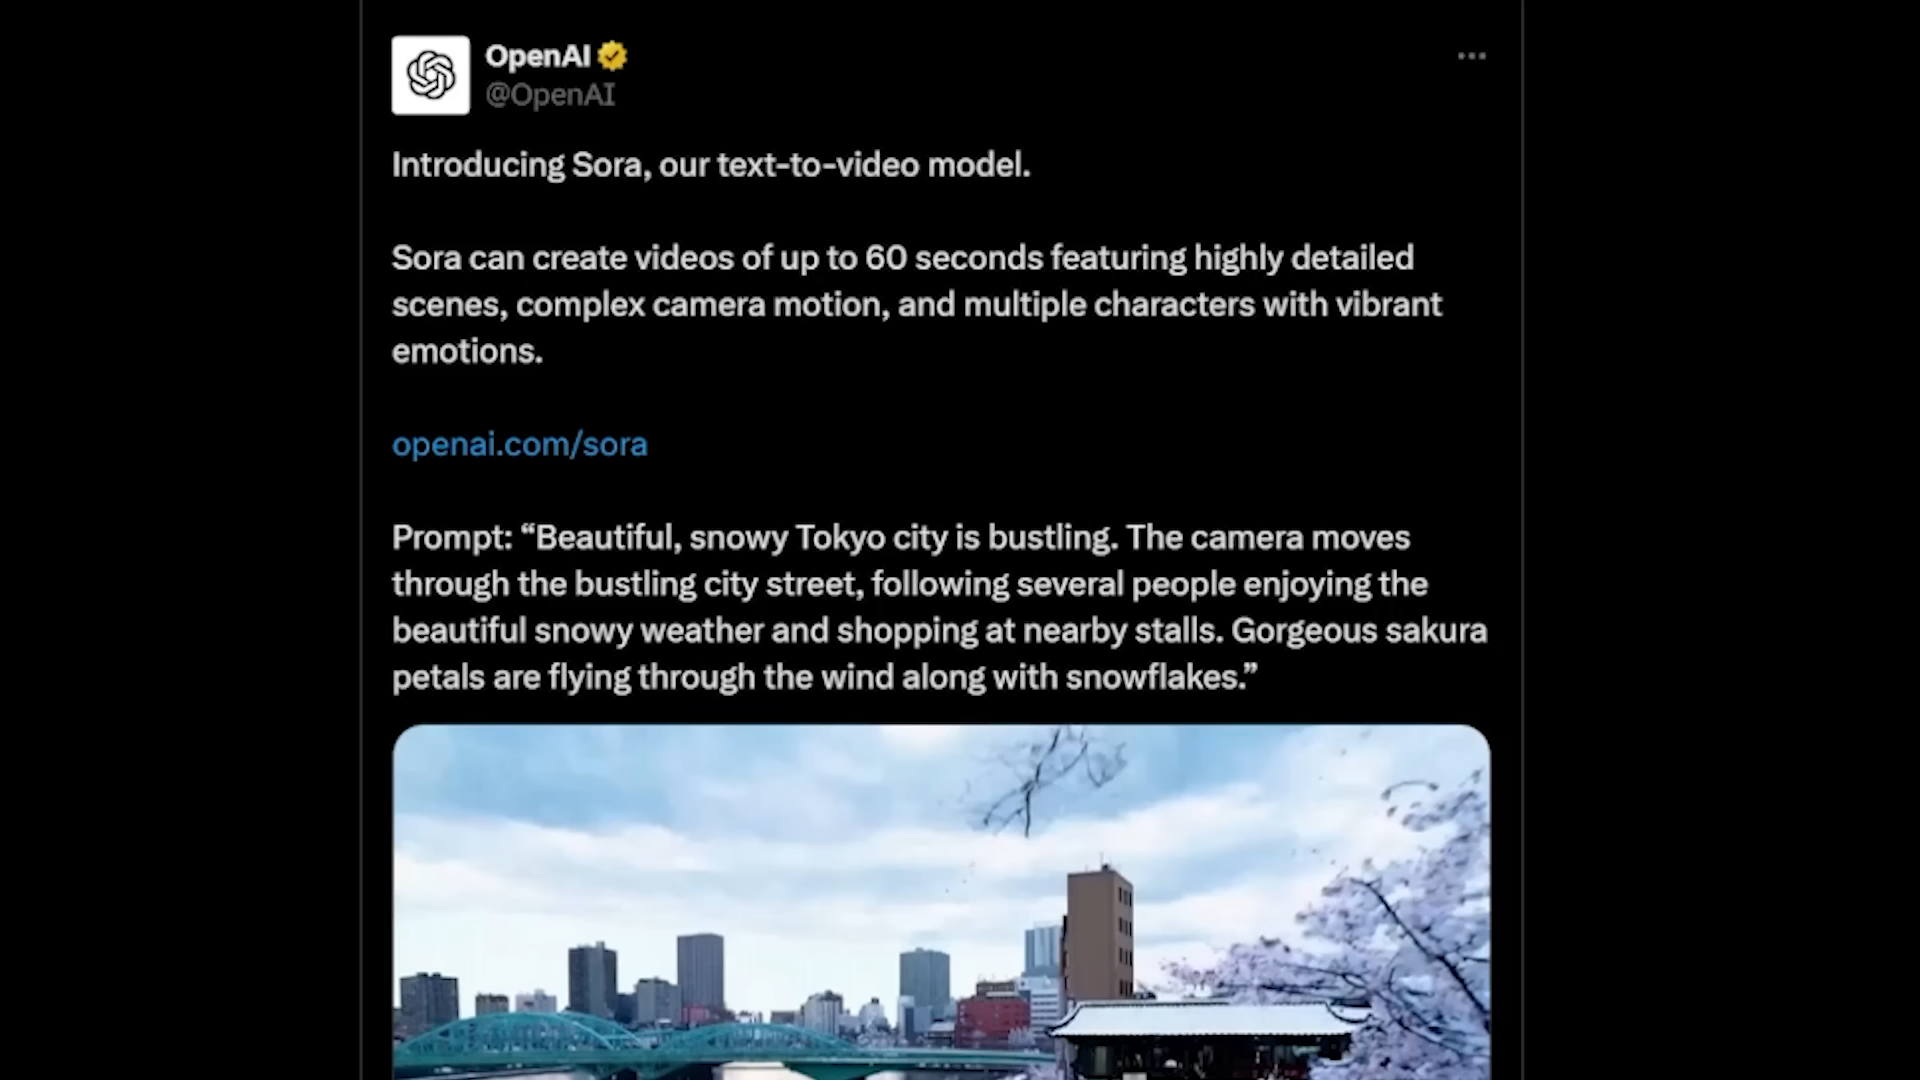 OpenAI
@OpenAI
Introducing Sora, our text-to-video model.
Sora can create videos of up to 60 seconds featuring highly detailed
scenes, complex camera motion, and multiple characters with vibrant
emotions.
openai.com/sora
Prompt: “Beautiful, snowy Tokyo city is bustling. The camera moves
through the bustling city street, following several people enjoying the
beautiful snowy weather and shopping at nearby stalls. Gorgeous sakura
petals are flying through the wind along with snowflakes.”